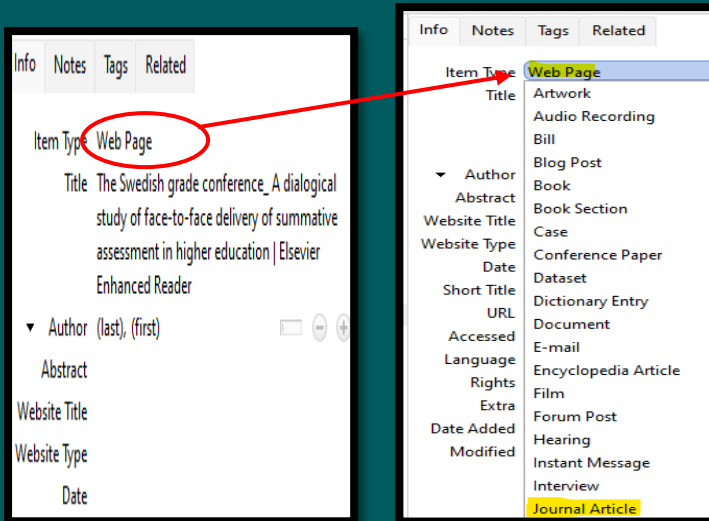 Info Notes Tags Related
Item Type Web Page
Title The Swedish grade conference_ A dialogical
study of face-to-face delivery of summative
assessment in higher education | Elsevier
Enhanced Reader
Author (last), (first)
Abstract
Website Title
Website Type
Date
Info Notes Tags Related
Item Type Web Page
Title
Author
Abstract
Website Title
Website Type
Date
Short Title
URL
Accessed
Language
Rights
Extra
Date Added
Modified
Artwork
Audio Recording
Bill
Blog Post
Book
Book Section
Case
Conference Paper
Dataset
Dictionary Entry
Document
E-mail
Encyclopedia Article
Film
Forum Post
Hearing
Instant Message
Interview
Journal Article